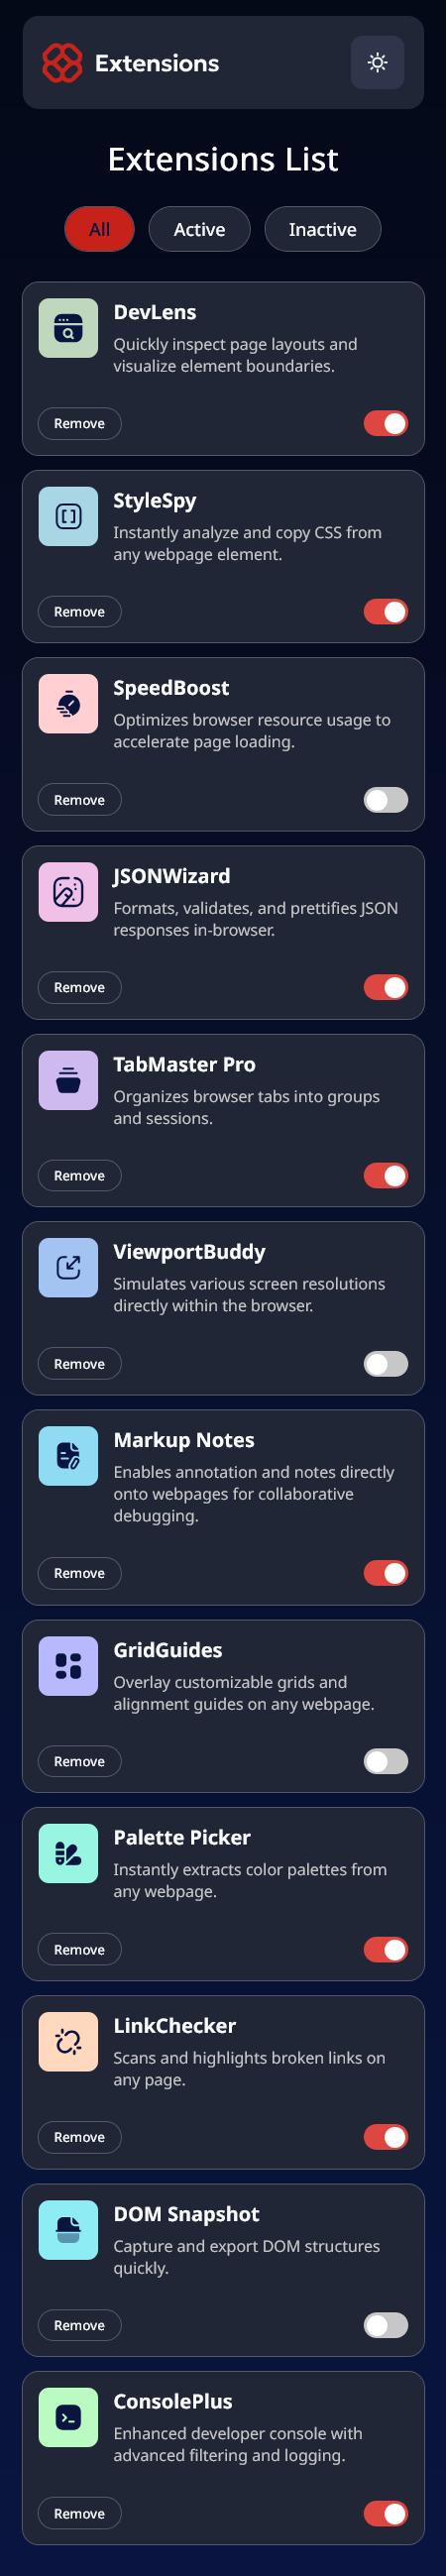 Extensions
Extensions List
All
Active
Inactive
DevLens
Quickly inspect page layouts and
visualize element boundaries.
Remove
StyleSpy
Instantly analyze and copy CSS from
any webpage element.
Remove
SpeedBoost
Optimizes browser resource usage to
accelerate page loading.
Remove
JSONWizard
Formats, validates, and prettifies JSON
responses in-browser.
Remove
TabMaster Pro
Organizes browser tabs into groups
and sessions.
Remove
ViewportBuddy
Simulates various screen resolutions
directly within the browser.
Remove
Markup Notes
Enables annotation and notes directly
onto webpages for collaborative
debugging.
Remove
GridGuides
Overlay customizable grids and
alignment guides on any webpage.
Remove
Palette Picker
Instantly extracts color palettes from
any webpage.
Remove
LinkChecker
Scans and highlights broken links on
any page.
Remove
DOM Snapshot
Capture and export DOM structures
quickly.
Remove
ConsolePlus
Enhanced developer console with
advanced filtering and logging.
Remove